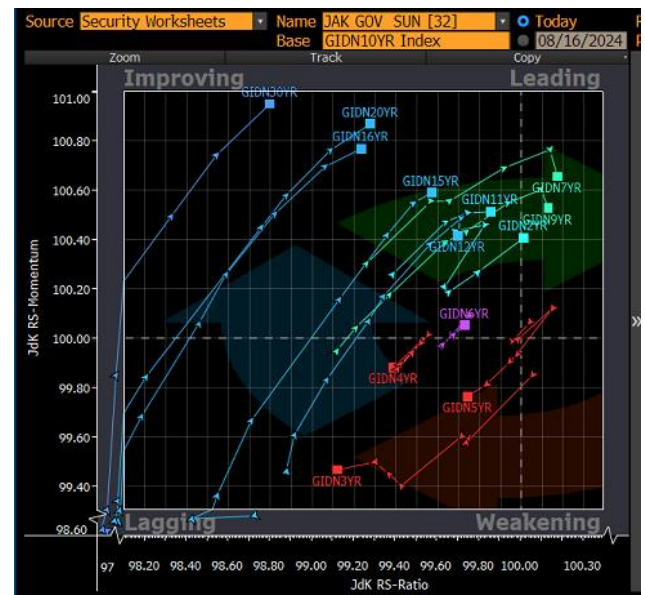 Source Security Worksheets Name JAK GOV SUN [32] Today
Base GIDN10YR Index 08/16/2024
Zoom Track Copy
Improving Leading
GIDN30YR
GIDN20YR
GIDN16YR
GIDN15YR
GIDN7YR
GIDN11YR
GIDN9YR
GIDN2YR
GIDN12YR
GIDN6YR
GIDN4YR
GIDN5YR
GIDN3YR
Lagging Weakening
JdK RS-Momentum
101.00
100.80
100.60
100.40
100.20
100.00
99.80
99.60
99.40
98.60
97 98.20 98.40 98.60 98.80 99.00 99.20 99.40 99.60 99.80 100.00 100.30
JdK RS-Ratio